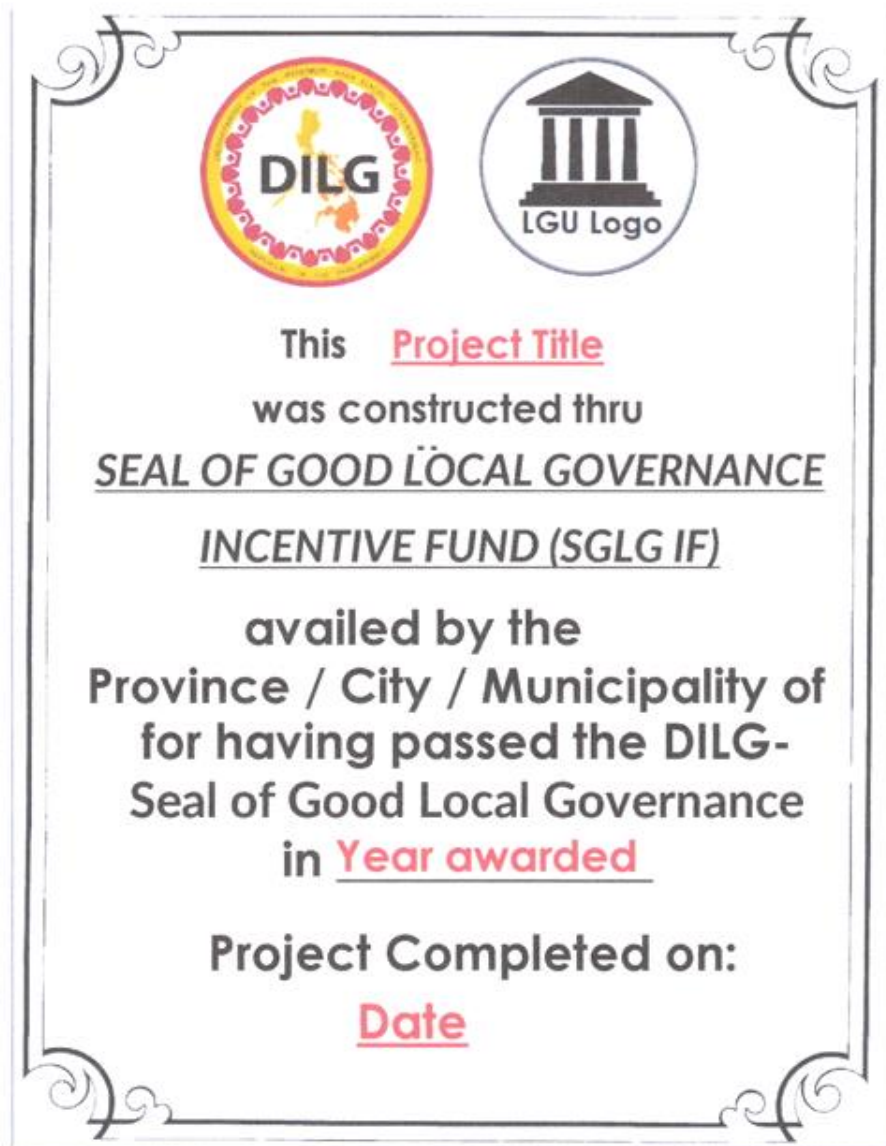 DILG
LGU Logo
This Project Title
was constructed thru
SEAL OF GOOD LOCAL GOVERNANCE
INCENTIVE FUND (SGLG IF)
availed by the
Province / City / Municipality of
for having passed the DILG-
Seal of Good Local Governance
in Year awarded
Project Completed on:
Date